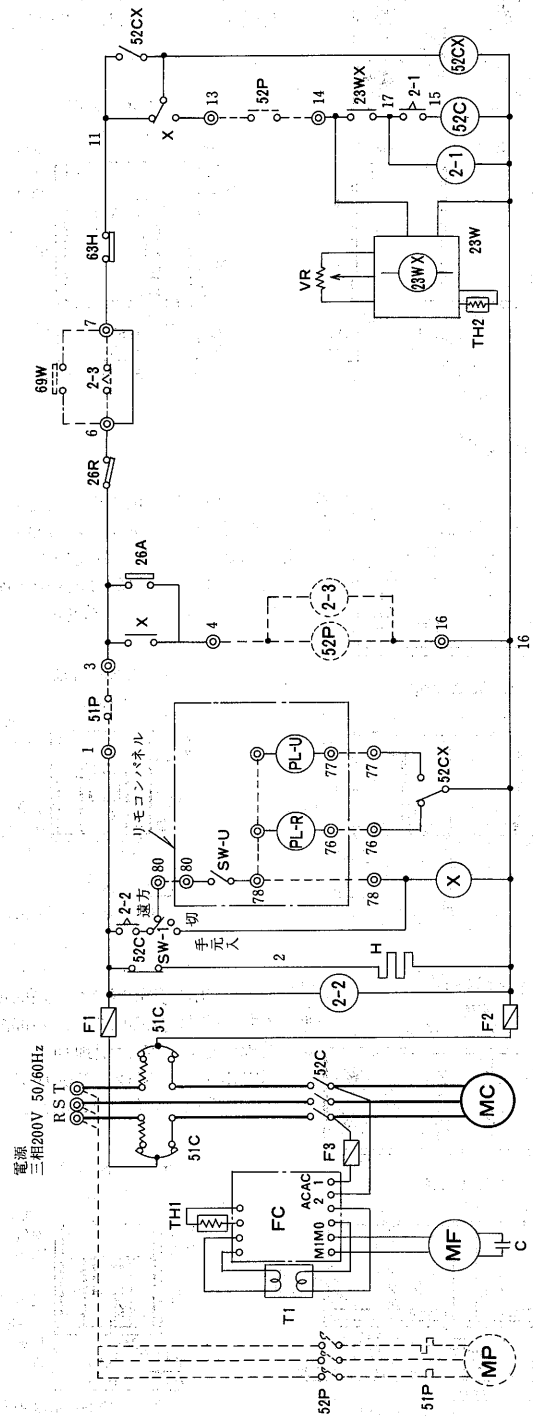 電源
三相200V 50/60Hz
R S T
F1
51C
51C
52C
F2
MC
F3
TH1
FC
ACAC
2 1
M1M0
T1
MF
C
52P
51P
MP
2-2
52C
2-2
遠方
SW-1
切
手元
入
2
H
80
80
リモコンパネル
SW-U
78
PL-R
PL-U
76
77
78
76
77
52CX
X
1
51P
3
X
26A
4
52P
2-3
16
16
26R
6
69W
2-3
7
63H
11
52CX
X
13
52P
14
23WX
17
2-1
15
52C
2-1
52CX
VR
23WX
23W
TH2